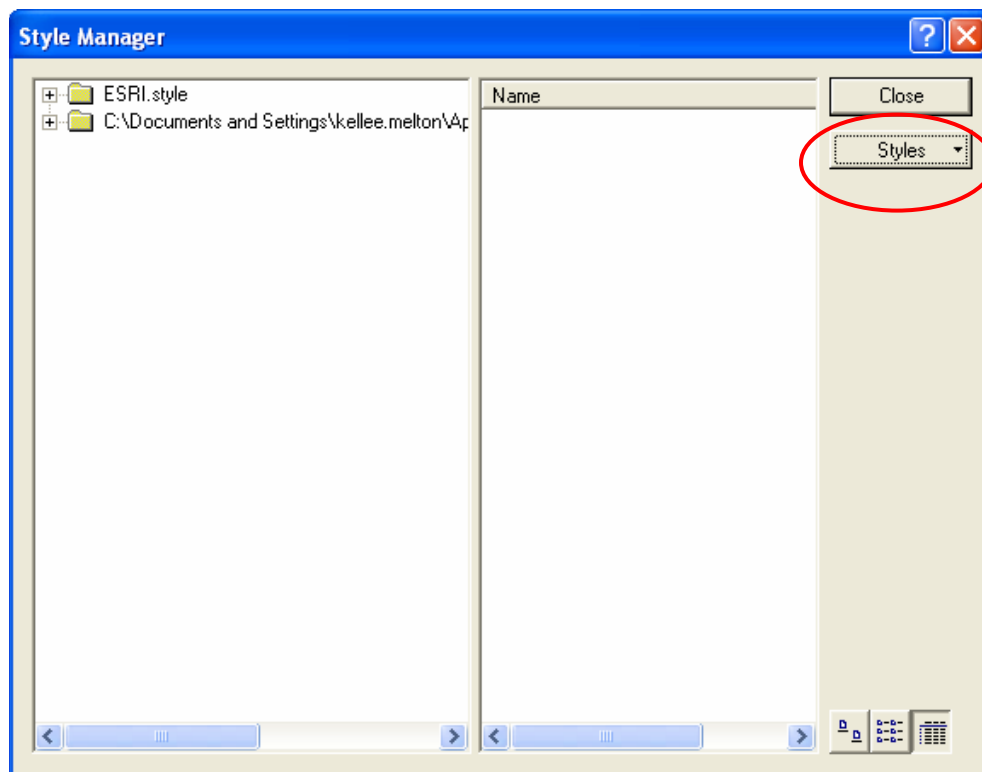 Style Manager
ESRI.style
C:\Documents and Settings\kellee.melton\Ap
Name
Close
Styles